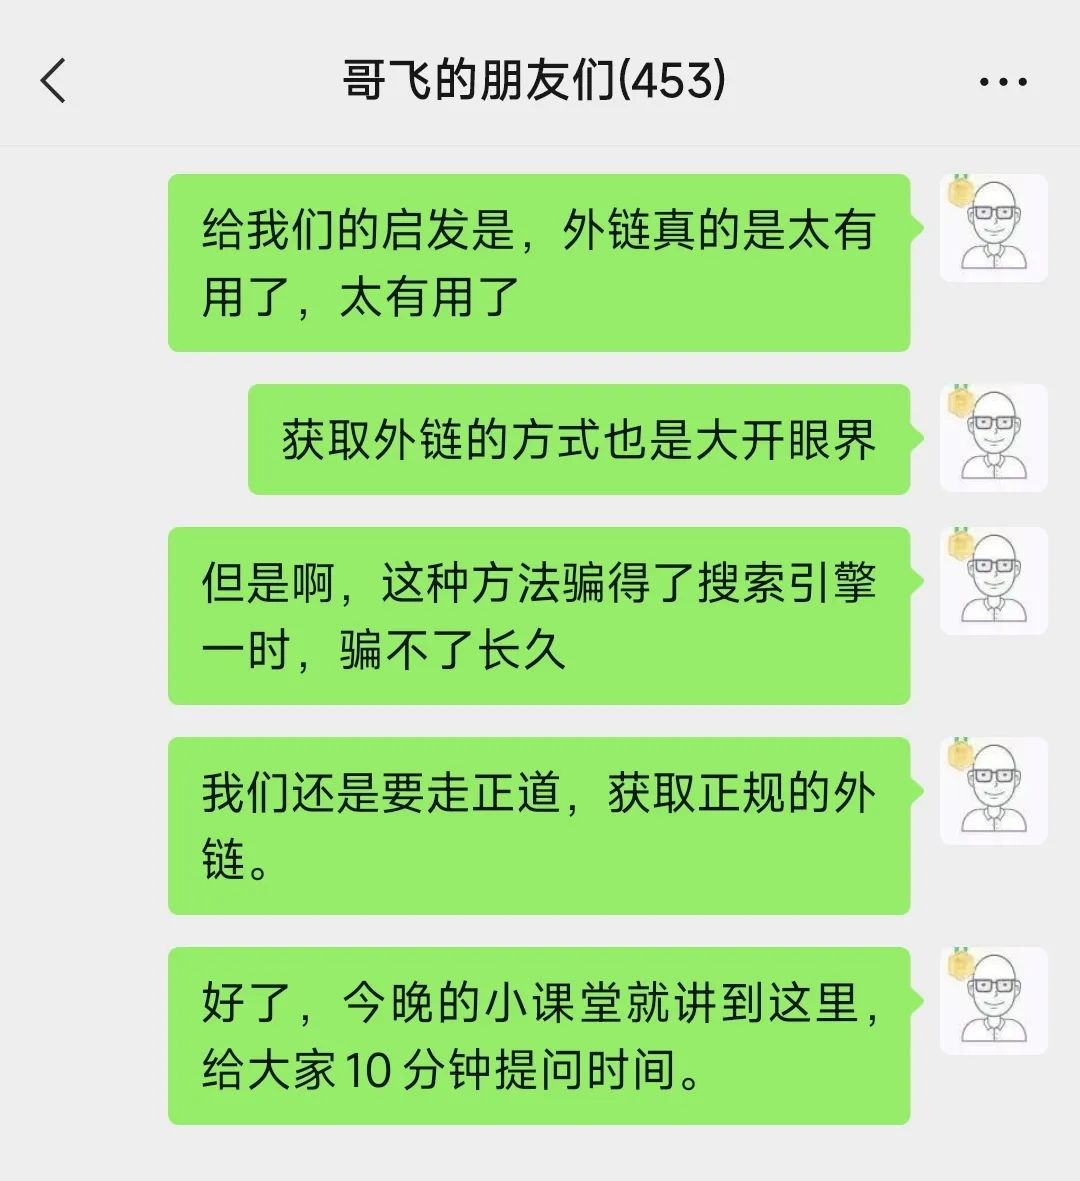 哥飞的朋友们(453)
给我们的启发是，外链真的是太有
用了，太有用了
获取外链的方式也是大开眼界
但是啊，这种方法骗得了搜索引擎
一时，骗不了长久
我们还是要走正道，获取正规的外
链。
好了，今晚的小课堂就讲到这里，
给大家10分钟提问时间。